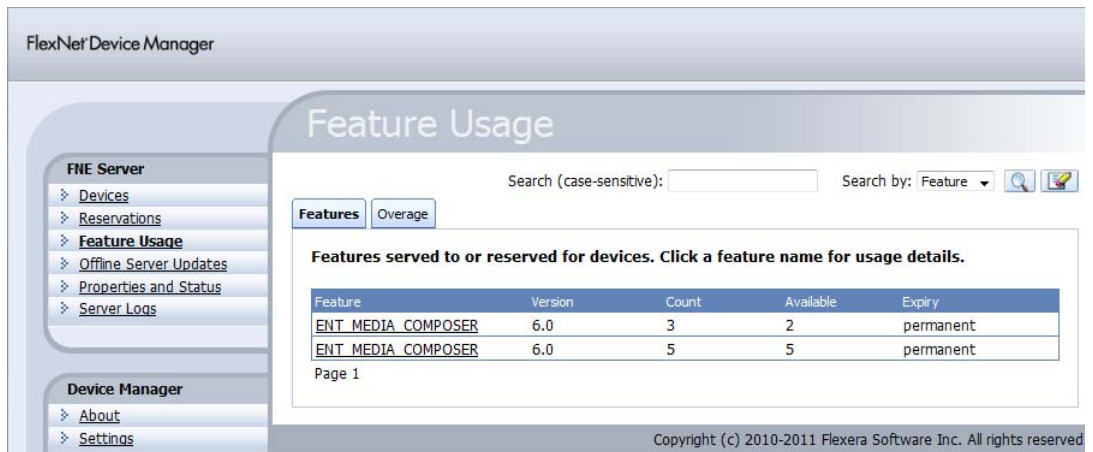 FlexNet Device Manager
Feature Usage
FNE Server
Devices
Reservations
Feature Usage
Offline Server Updates
Properties and Status
Server Logs
Device Manager
About
Settings
Search (case-sensitive):
Search by: Feature
Features Overage
Features served to or reserved for devices. Click a feature name for usage details.
Feature Version Count Available Expiry
ENT_MEDIA_COMPOSER 6.0 3 2 permanent
ENT_MEDIA_COMPOSER 6.0 5 5 permanent
Page 1
Copyright (c) 2010-2011 Flexera Software Inc. All rights reserved